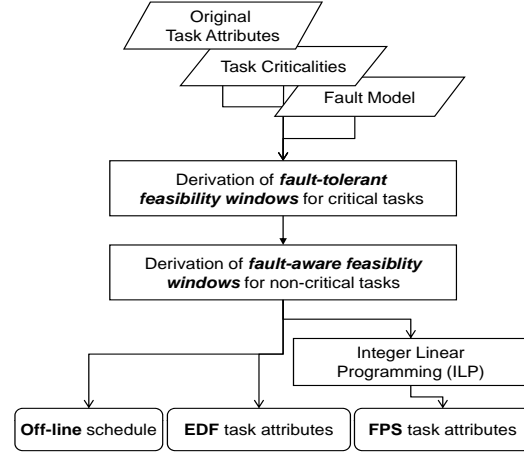 Original
Task Attributes
Task Criticalities
Fault Model
Derivation of fault-tolerant
feasibility windows for critical tasks
Derivation of fault-aware feasiblity
windows for non-critical tasks
Integer Linear
Programming (ILP)
Off-line schedule
EDF task attributes
FPS task attributes